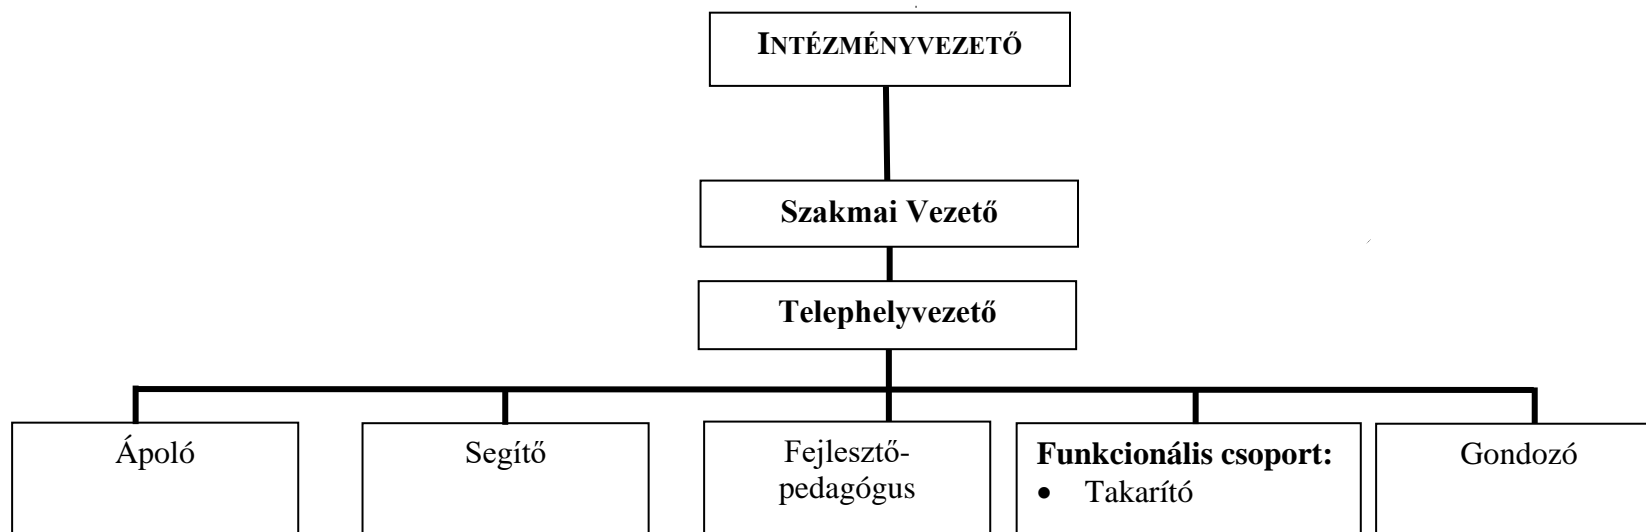 INTÉZMÉNYVEZETŐ
Szakmai Vezető
Telephelyvezető
Ápoló
Segítő
Fejlesztő-
pedagógus
Funkcionális csoport:
• Takarító
Gondozó